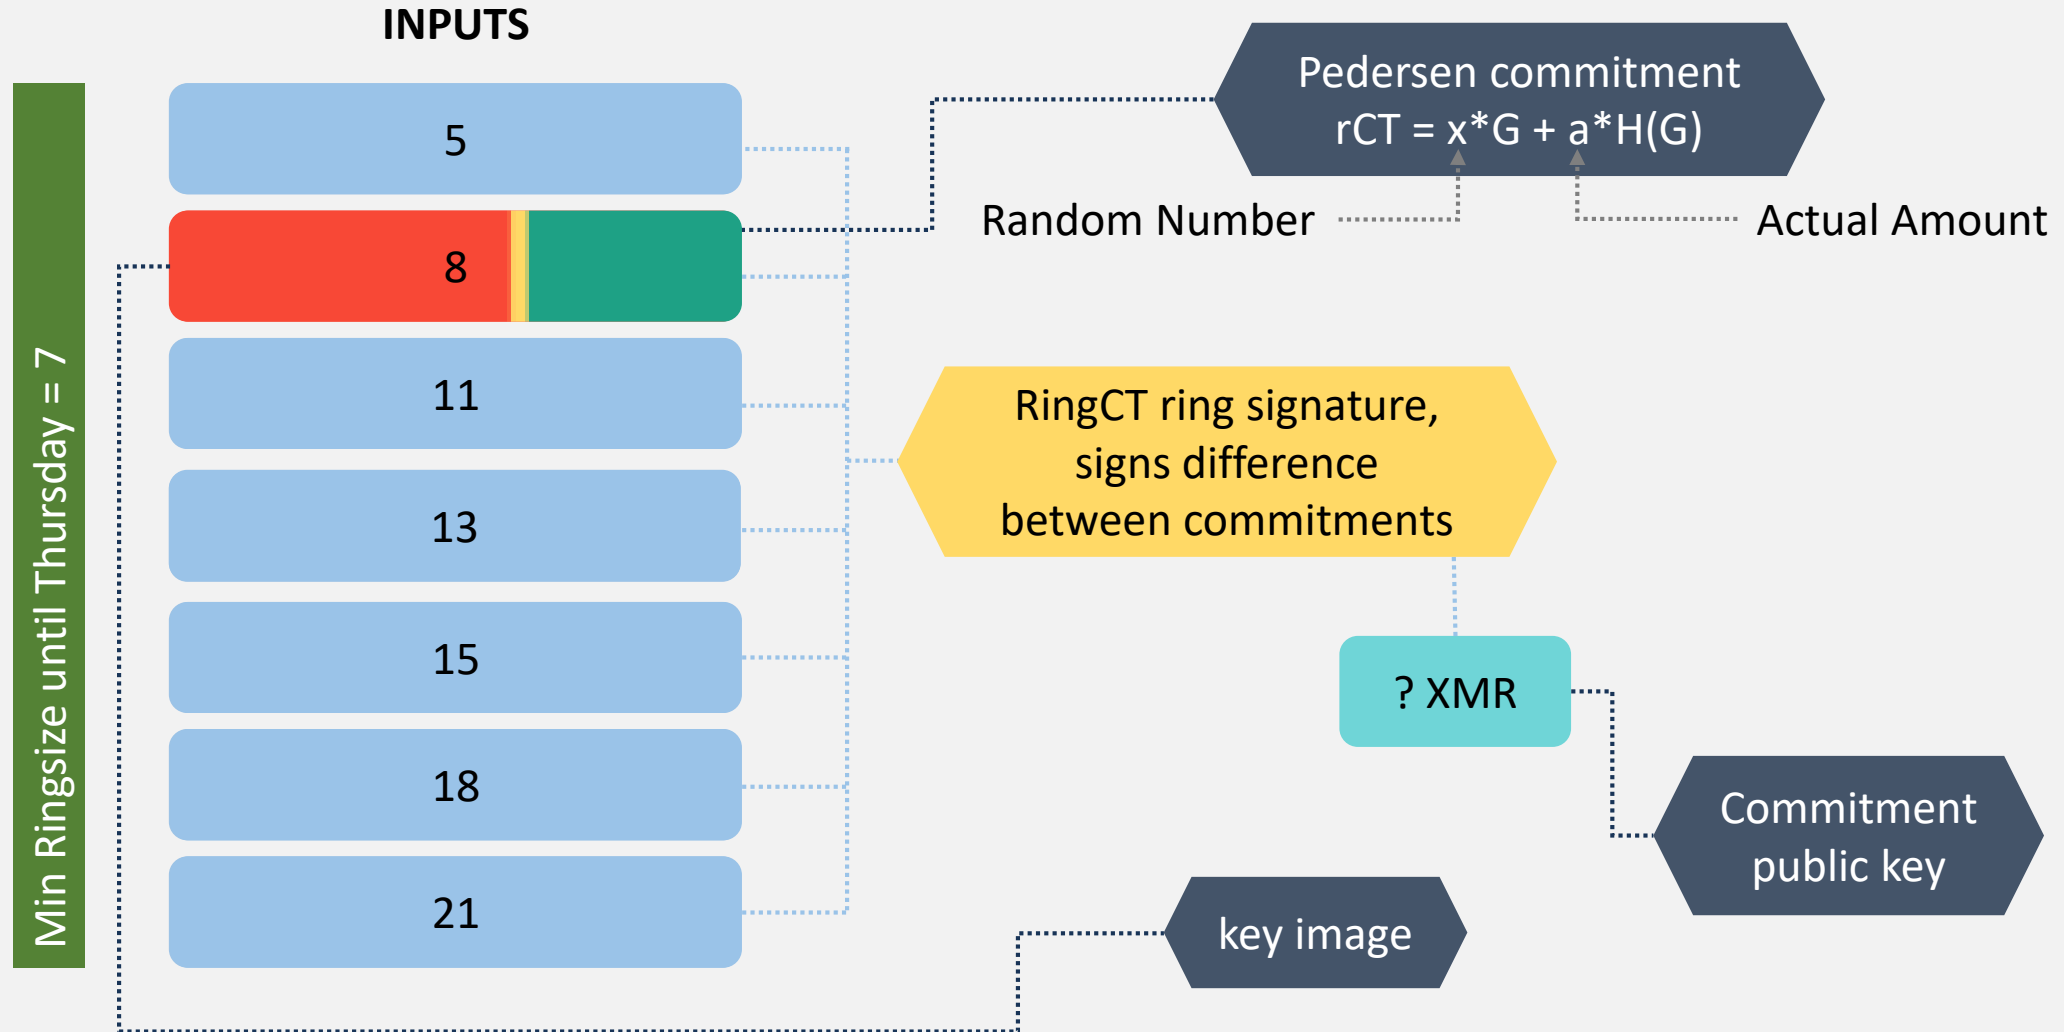 INPUTS
Min Ringsize until Thursday = 7
5
8
11
13
15
18
21
Pedersen commitment
rCT = x*G + a*H(G)
Random Number
Actual Amount
RingCT ring signature,
signs difference
between commitments
? XMR
Commitment
public key
key image